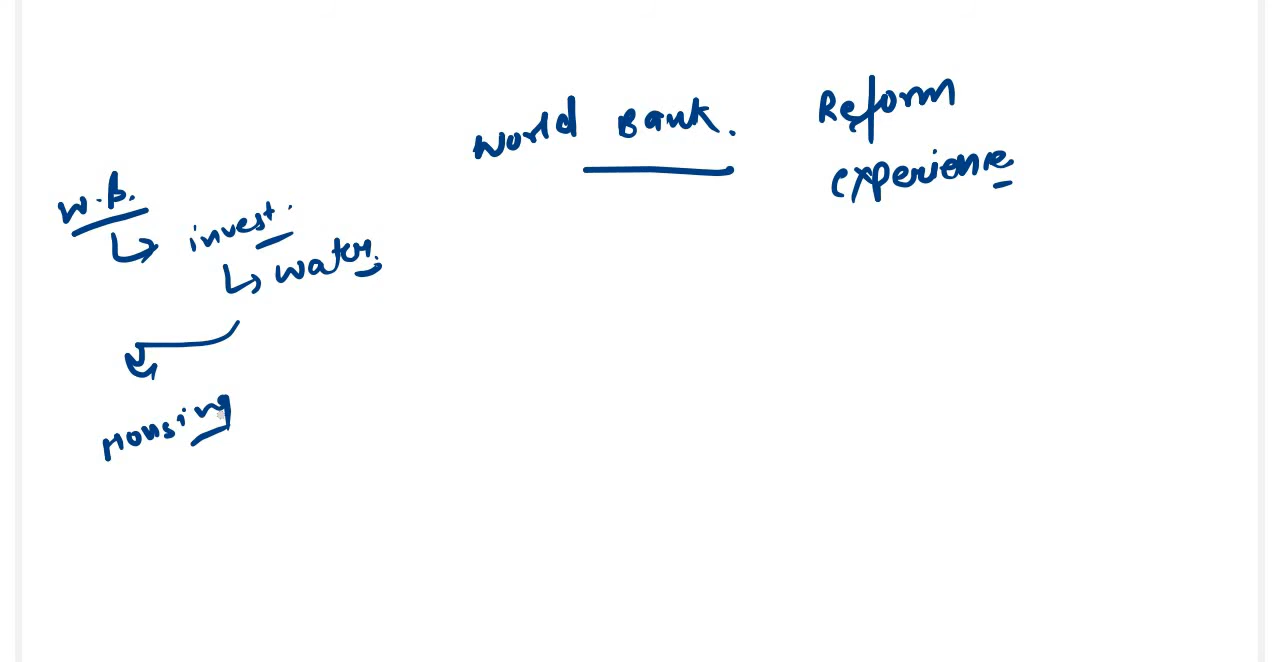 World Bank. Reform
experience
W.B.
invest.
water.
Housing